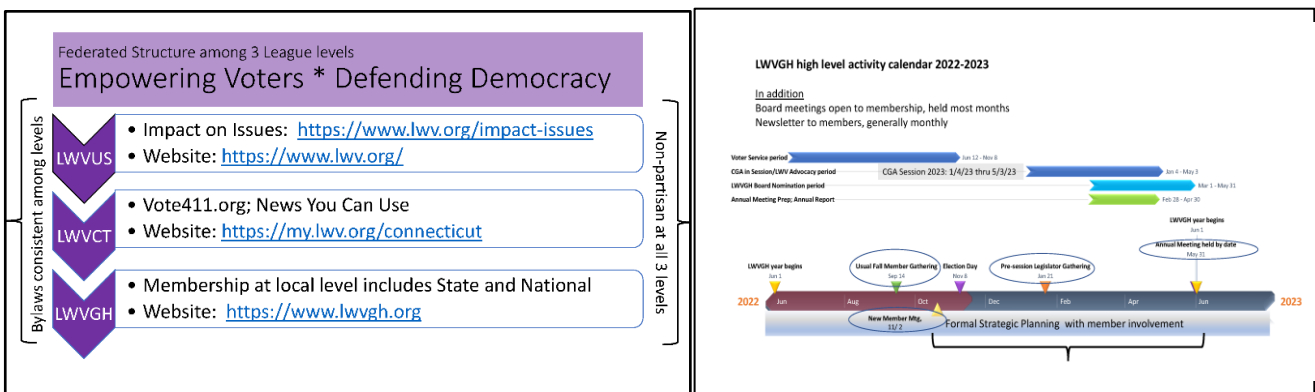 Federated Structure among 3 League levels
Empowering Voters * Defending Democracy
Bylaws consistent among levels
LWVUS
• Impact on Issues: https://www.lwv.org/impact-issues
• Website: https://www.lwv.org/
LWVCT
• Vote411.org; News You Can Use
• Website: https://my.lwv.org/connecticut
LWVGH
• Membership at local level includes State and National
• Website: https://www.lwvgh.org
Non-partisan at all 3 levels
LWVGH high level activity calendar 2022-2023
In addition
Board meetings open to membership, held most months
Newsletter to members, generally monthly
Voter Service period
Jun 12 - Nov 8
CGA in Session/LWV Advocacy period
CGA Session 2023: 1/4/23 thru 5/3/23
Jan 4 - May 3
LWVGH Board Nomination period
Mar 1 - May 31
Annual Meeting Prep; Annual Report
Feb 28 - Apr 30
LWVGH year begins
Jun 1
Annual Meeting held by date
May 31
LWVGH year begins
Jun 1
Usual Fall Member Gathering
Sep 14
Election Day
Nov 8
Pre-session Legislator Gathering
Jan 21
2022
Jun
Aug
Oct
Dec
Feb
Apr
Jun
2023
New Member Mtg,
11/ 2
Formal Strategic Planning with member involvement